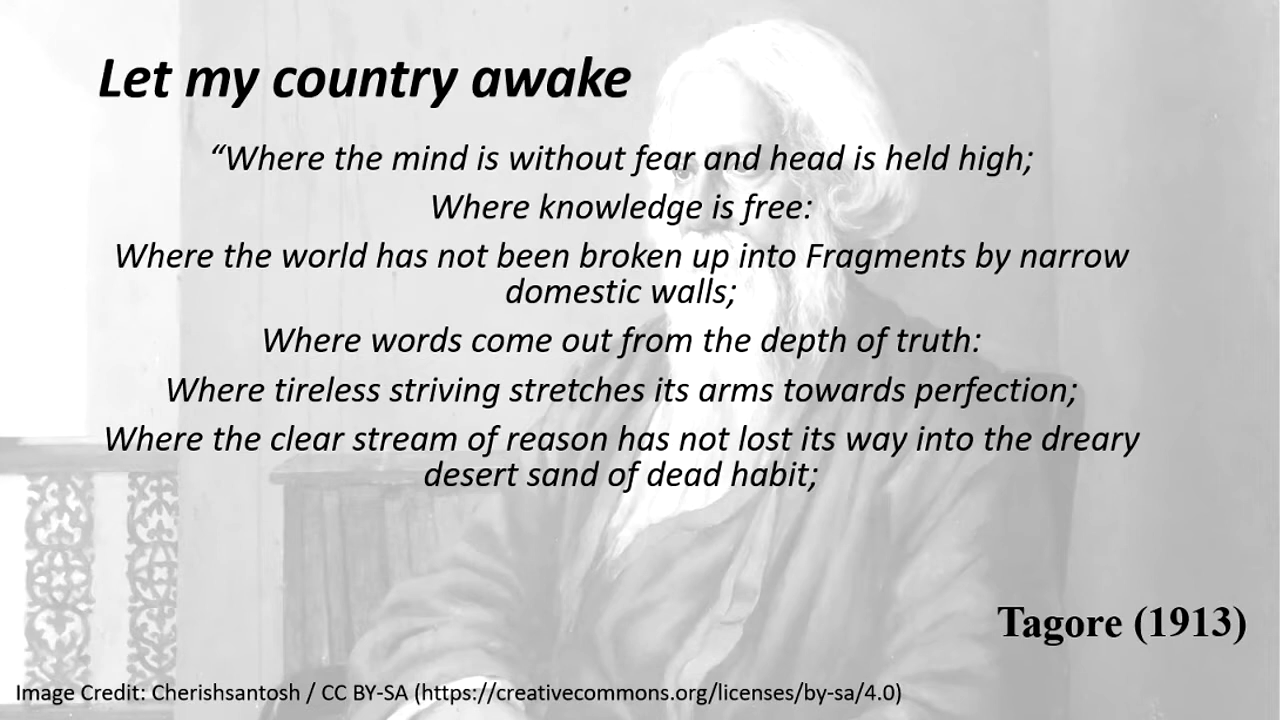 Let my country awake
“Where the mind is without fear and head is held high;
Where knowledge is free:
Where the world has not been broken up into Fragments by narrow
domestic walls;
Where words come out from the depth of truth:
Where tireless striving stretches its arms towards perfection;
Where the clear stream of reason has not lost its way into the dreary
desert sand of dead habit;
Tagore (1913)
Image Credit: Cherishsantosh / CC BY-SA (https://creativecommons.org/licenses/by-sa/4.0)